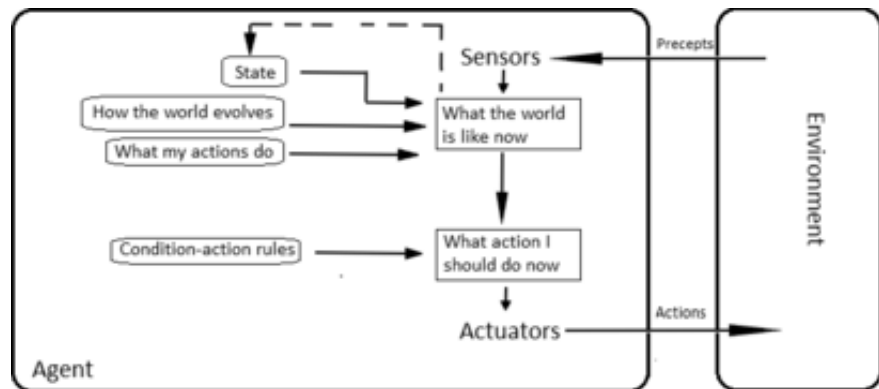 Precepts
Sensors
State
How the world evolves
What the world
is like now
What my actions do
Environment
Condition-action rules
What action I
should do now
Actions
Actuators
Agent